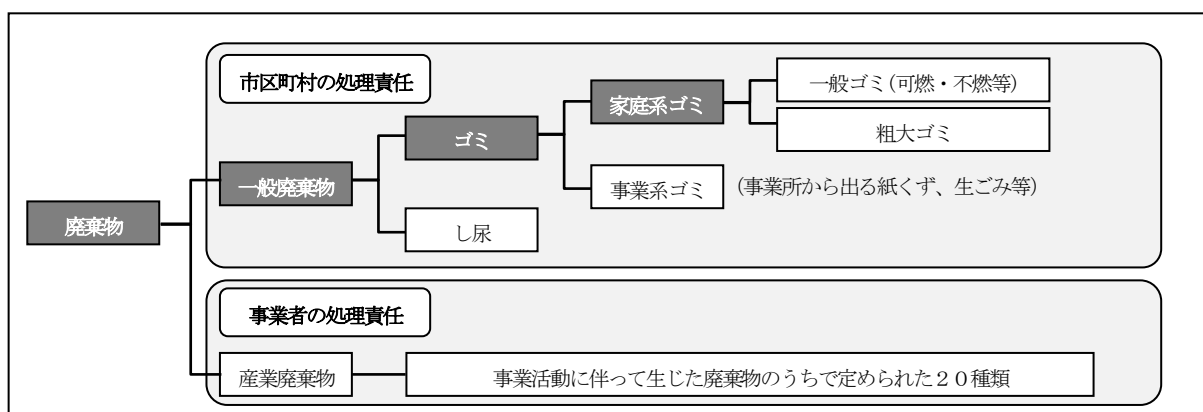 市区町村の処理責任
一般ゴミ(可燃・不燃等)
家庭系ゴミ
粗大ゴミ
ゴミ
一般廃棄物
事業系ゴミ
(事業所から出る紙くず、生ごみ等)
廃棄物
し尿
事業者の処理責任
産業廃棄物
事業活動に伴って生じた廃棄物のうちで定められた20種類